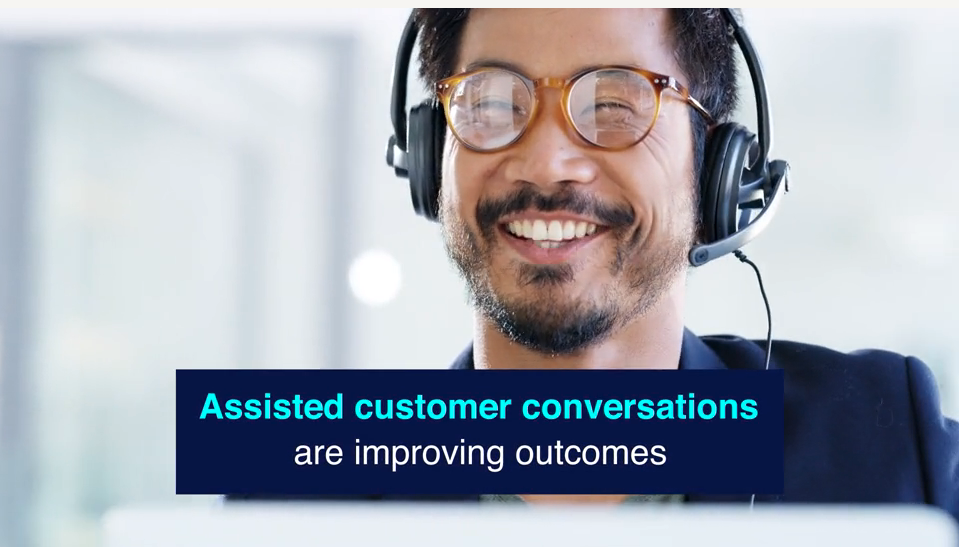 Assisted customer conversations
are improving outcomes